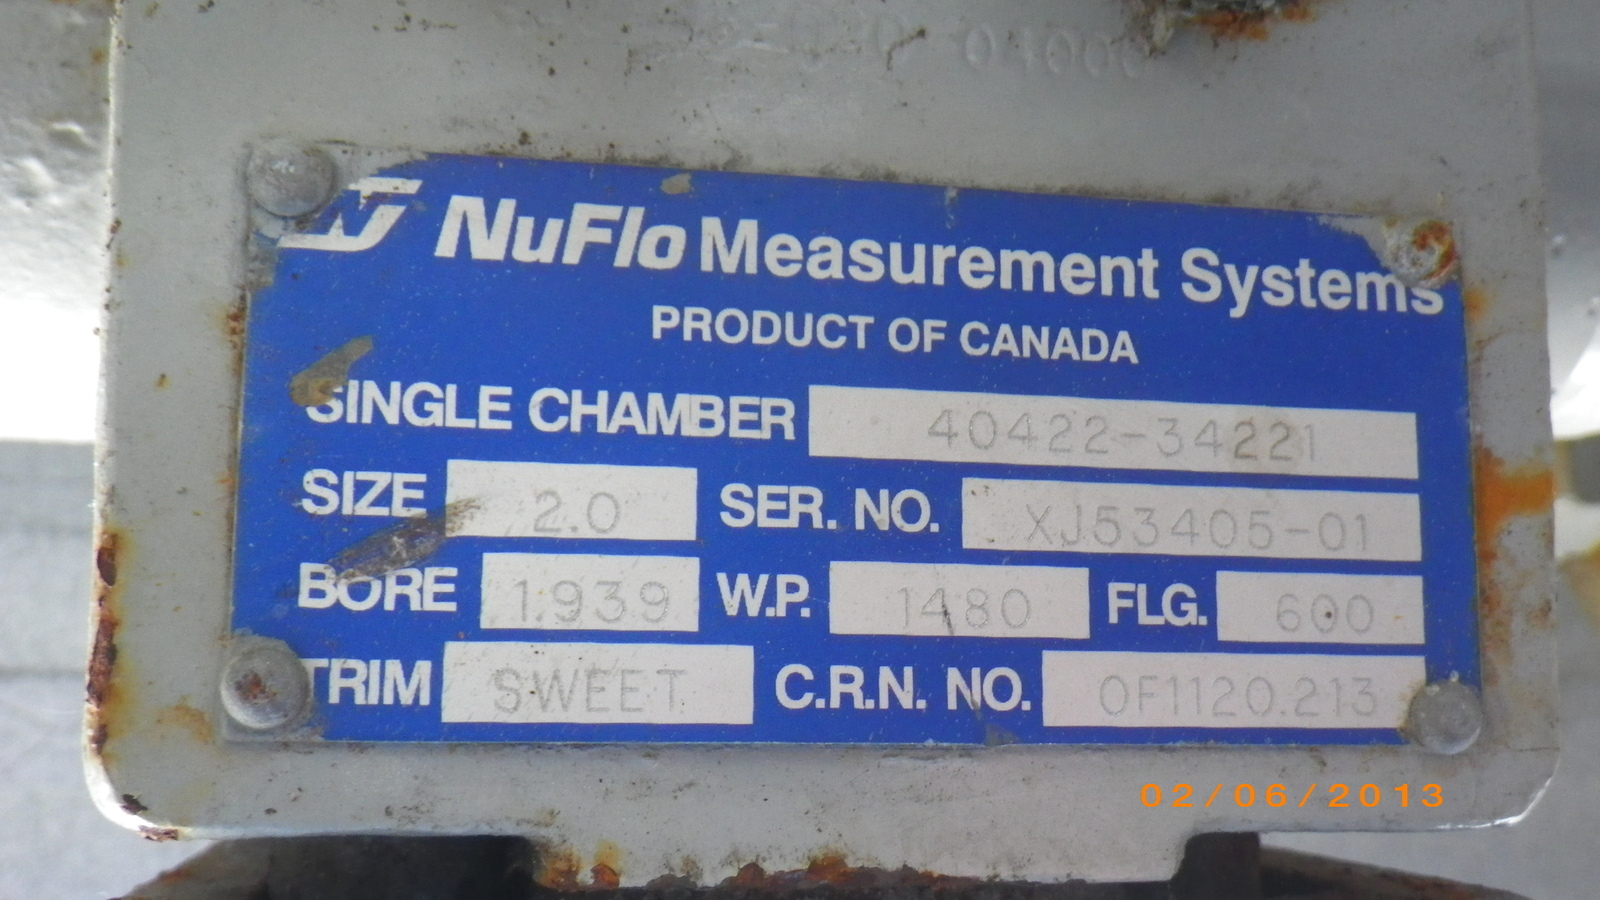 NuFlo Measurement Systems
PRODUCT OF CANADA
SINGLE CHAMBER 40422-34221
SIZE 2.0 SER. NO. XJ53405-01
BORE 1.939 W.P. 1480 FLG. 600
TRIM SWEET C.R.N. NO. 0F1120.213
02/06/2013